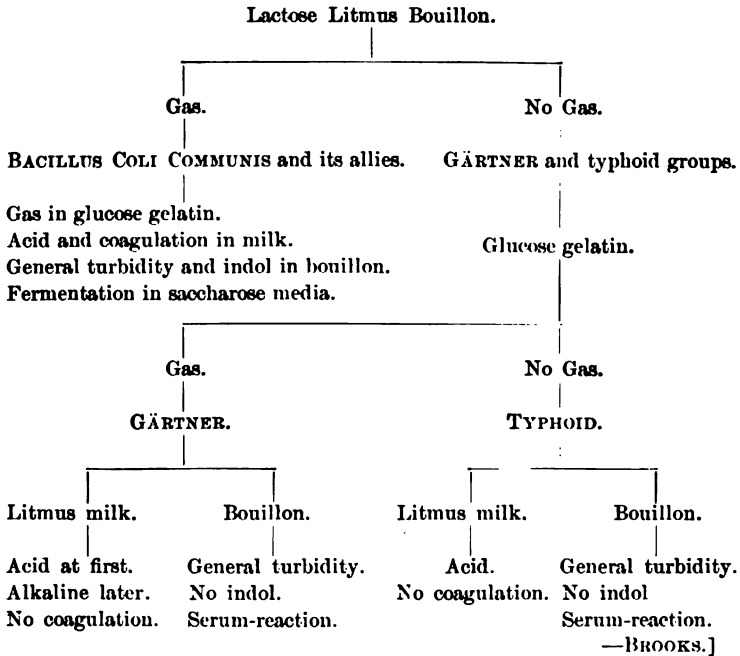 Lactose Litmus Bouillon.
Gas.
No Gas.
BACILLUS COLI COMMUNIS and its allies.
GÄRTNER and typhoid groups.
Gas in glucose gelatin.
Acid and coagulation in milk.
General turbidity and indol in bouillon.
Fermentation in saccharose media.
Glucose gelatin.
Gas.
No Gas.
GÄRTNER.
TYPHOID.
Litmus milk.
Bouillon.
Litmus milk.
Bouillon.
Acid at first.
Alkaline later.
No coagulation.
General turbidity.
No indol.
Serum-reaction.
Acid.
No coagulation.
General turbidity.
No indol
Serum-reaction.
—BROOKS.]